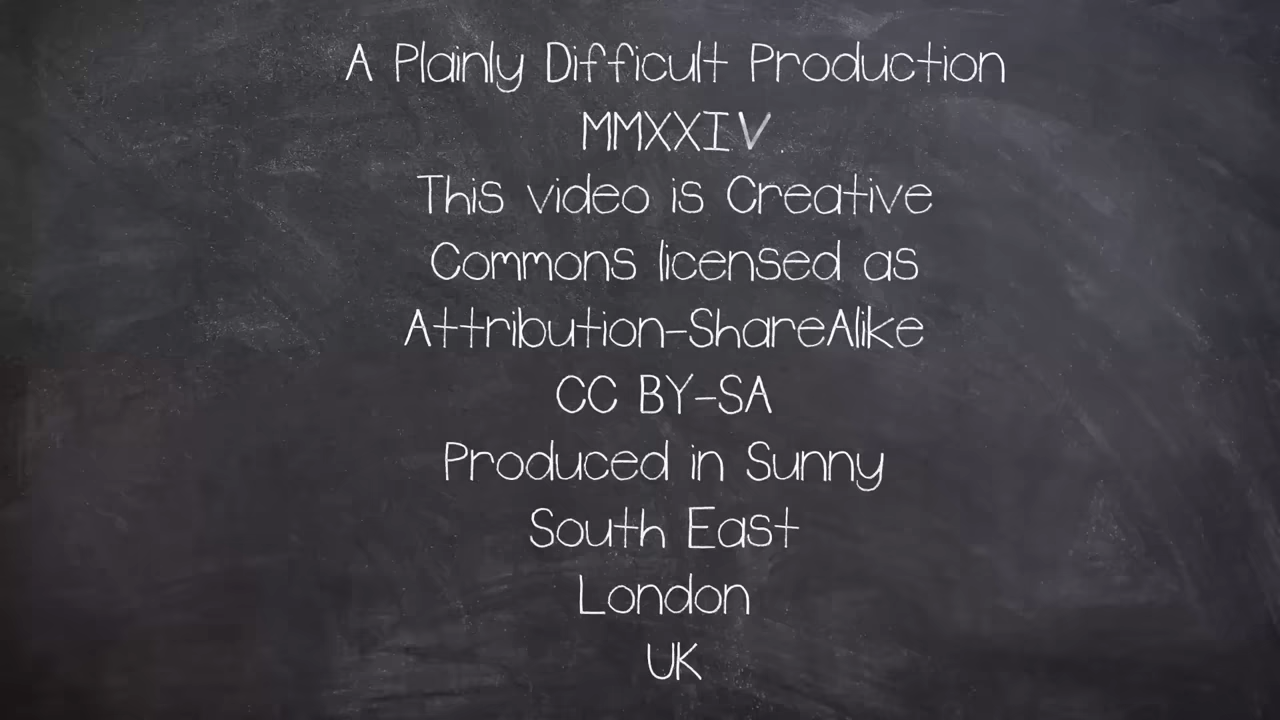 A Plainly Difficult Production
MMXXIV
This video is Creative
Commons licensed as
Attribution-ShareAlike
CC BY-SA
Produced in Sunny
South East
London
UK